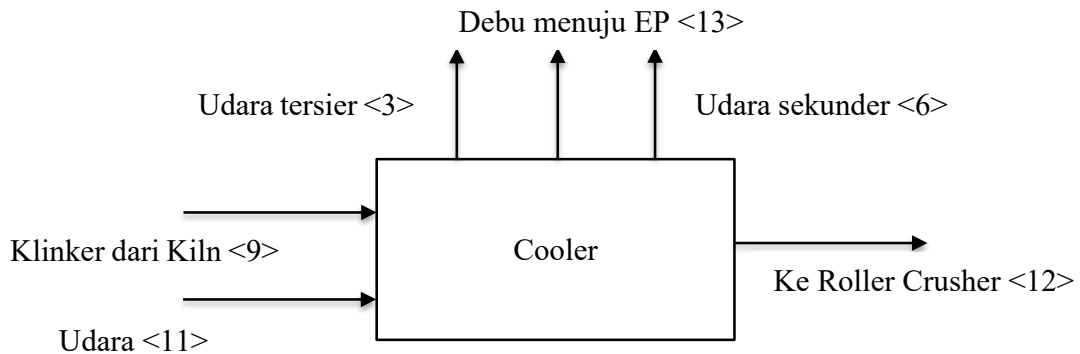 Debu menuju EP <13>
Udara tersier <3>
Udara sekunder <6>
Klinker dari Kiln <9>
Cooler
Ke Roller Crusher <12>
Udara <11>